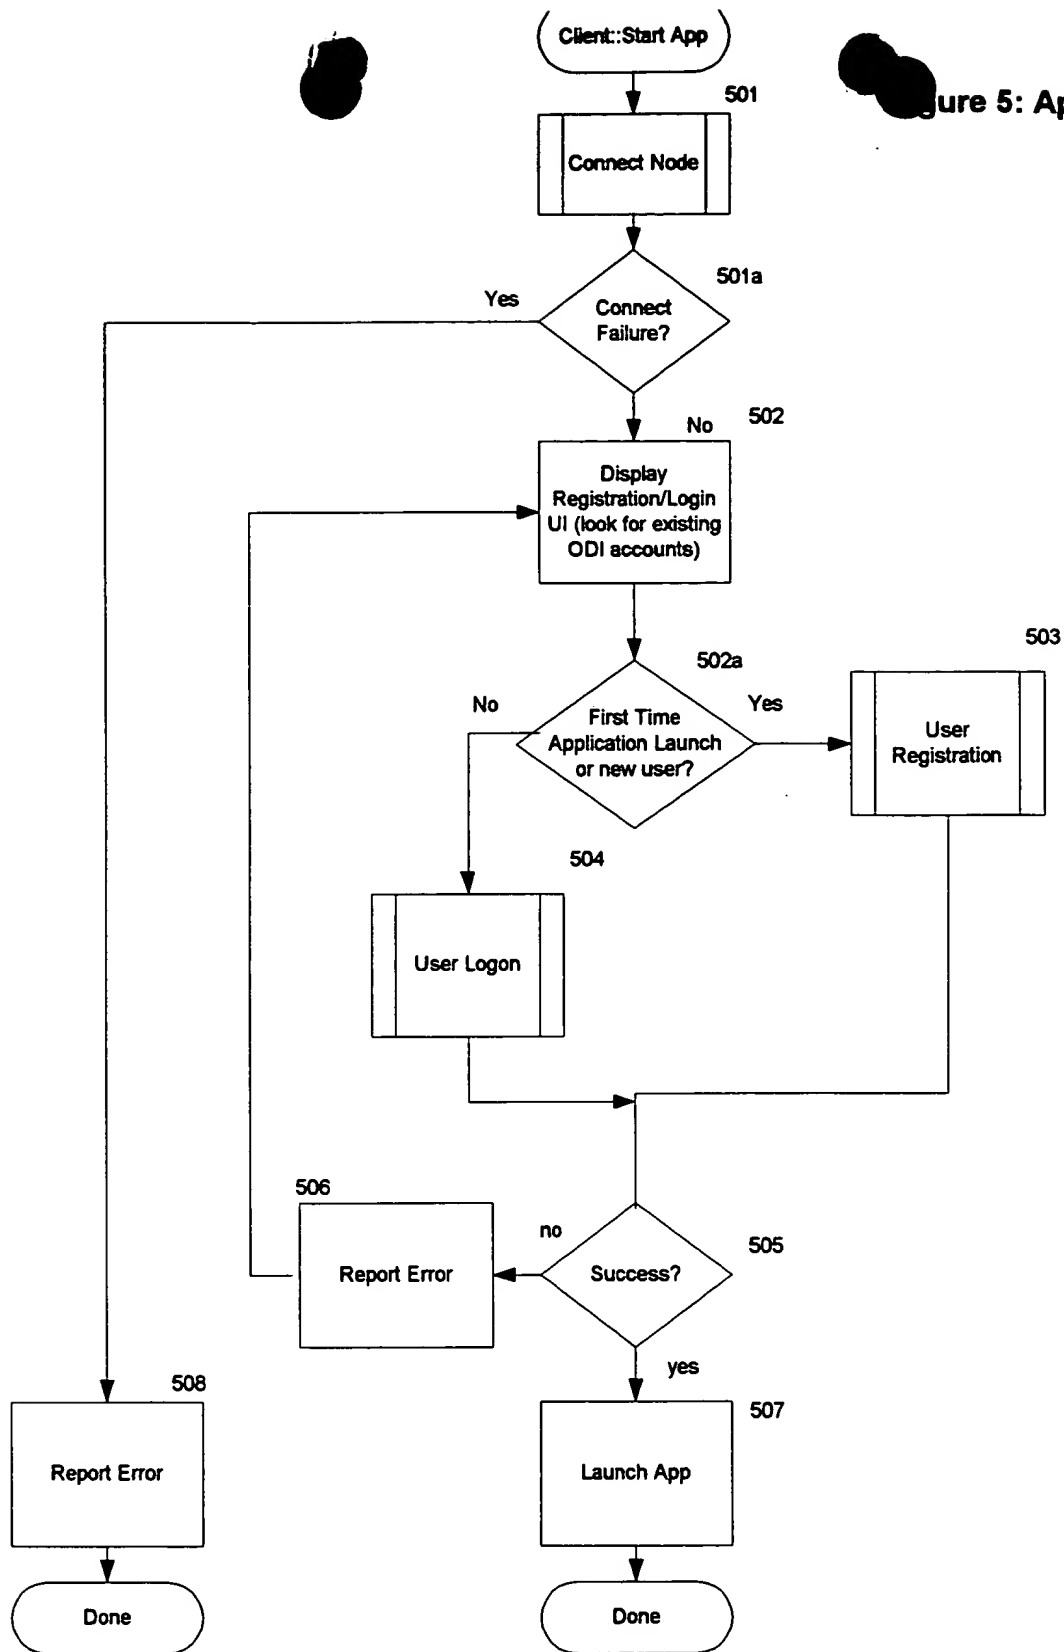 Client::Start App
501
5: 
Connect Node
501a
Yes
Connect
Failure?
502
No
Display
Registration/Login
UI (look for existing
ODI accounts)
503
502a
No
Yes
First Time
Application Launch
or new user?
User
Registration
504
User Logon
506
no
505
Report Error
Success?
yes
508
507
Report Error
Launch App
Done
Done